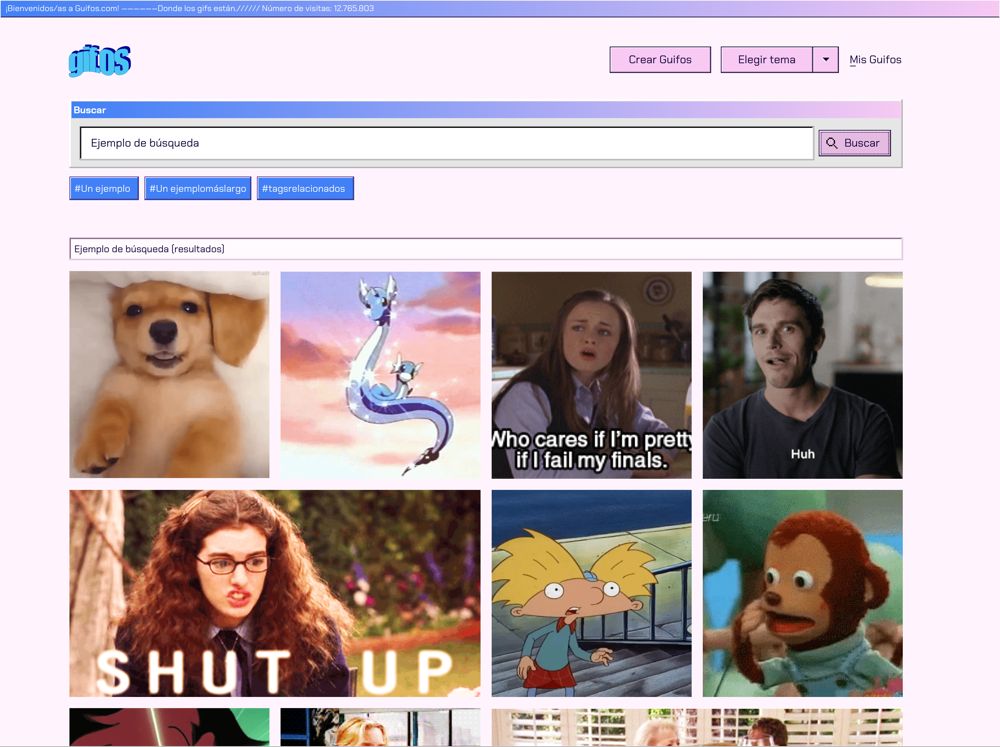 ¡Bienvenidos/as a Guifos.com! ——————Donde los gifs están.////// Número de visitas: 12.765.803
gifos
Crear Guifos
Elegir tema
Mis Guifos
Buscar
Ejemplo de búsqueda
Buscar
#Un ejemplo
#Un ejemplomáslargo
#tagsrelacionados
Ejemplo de búsqueda (resultados)
Who cares if I'm pretty
if I fail my finals.
Huh
SHUT UP